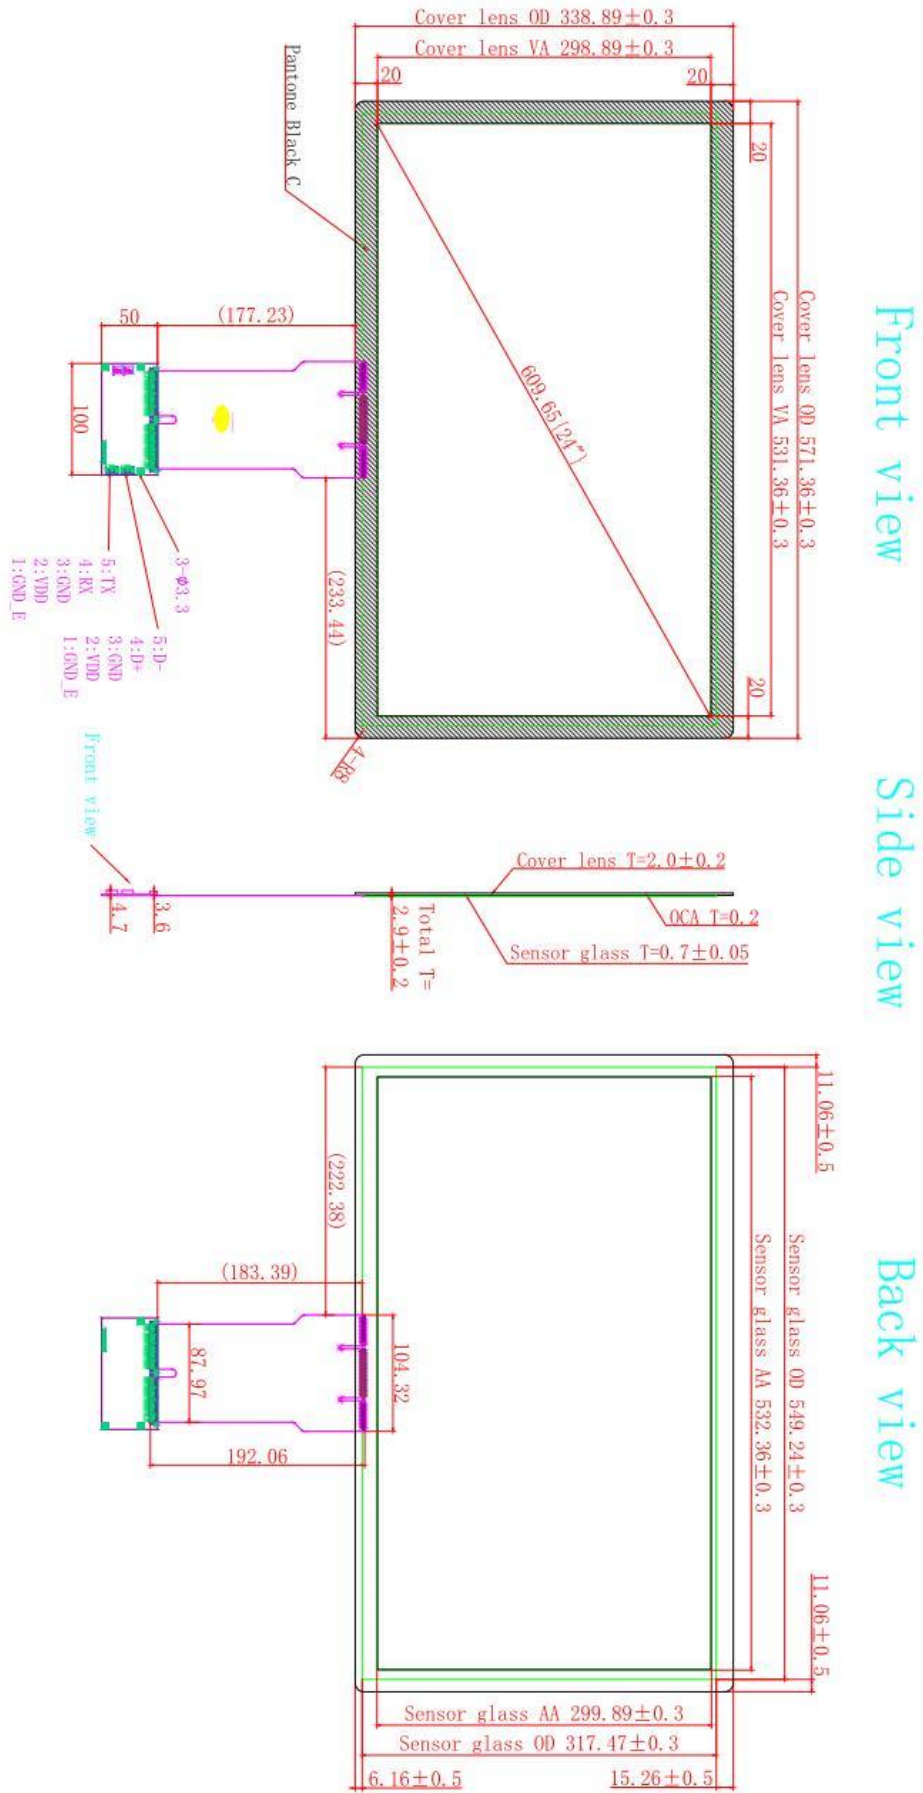 Front view
Cover lens OD 338.89±0.3
Cover lens VA 298.89±0.3
20
20
20
Pantone Black C
Cover lens OD 571.36±0.3
Cover lens VA 531.36±0.3
609.65(24")
50
(177.23)
100
(233.44)
20
4-R8
3-ϕ3.3
5:TX
4:RX
3:GND
2:VDD
1:GND_E
5:D-
4:D+
3:GND
2:VDD
1:GND_E
Side view
Front view
Cover lens T=2.0±0.2
OCA T=0.2
Sensor glass T=0.7±0.05
Total T=
2.9±0.2
3.6
4.7
Back view
11.06±0.5
Sensor glass OD 549.24±0.3
Sensor glass AA 532.36±0.3
(222.38)
(183.39)
104.32
87.97
192.06
11.06±0.5
Sensor glass AA 299.89±0.3
Sensor glass OD 317.47±0.3
6.16±0.5
15.26±0.5